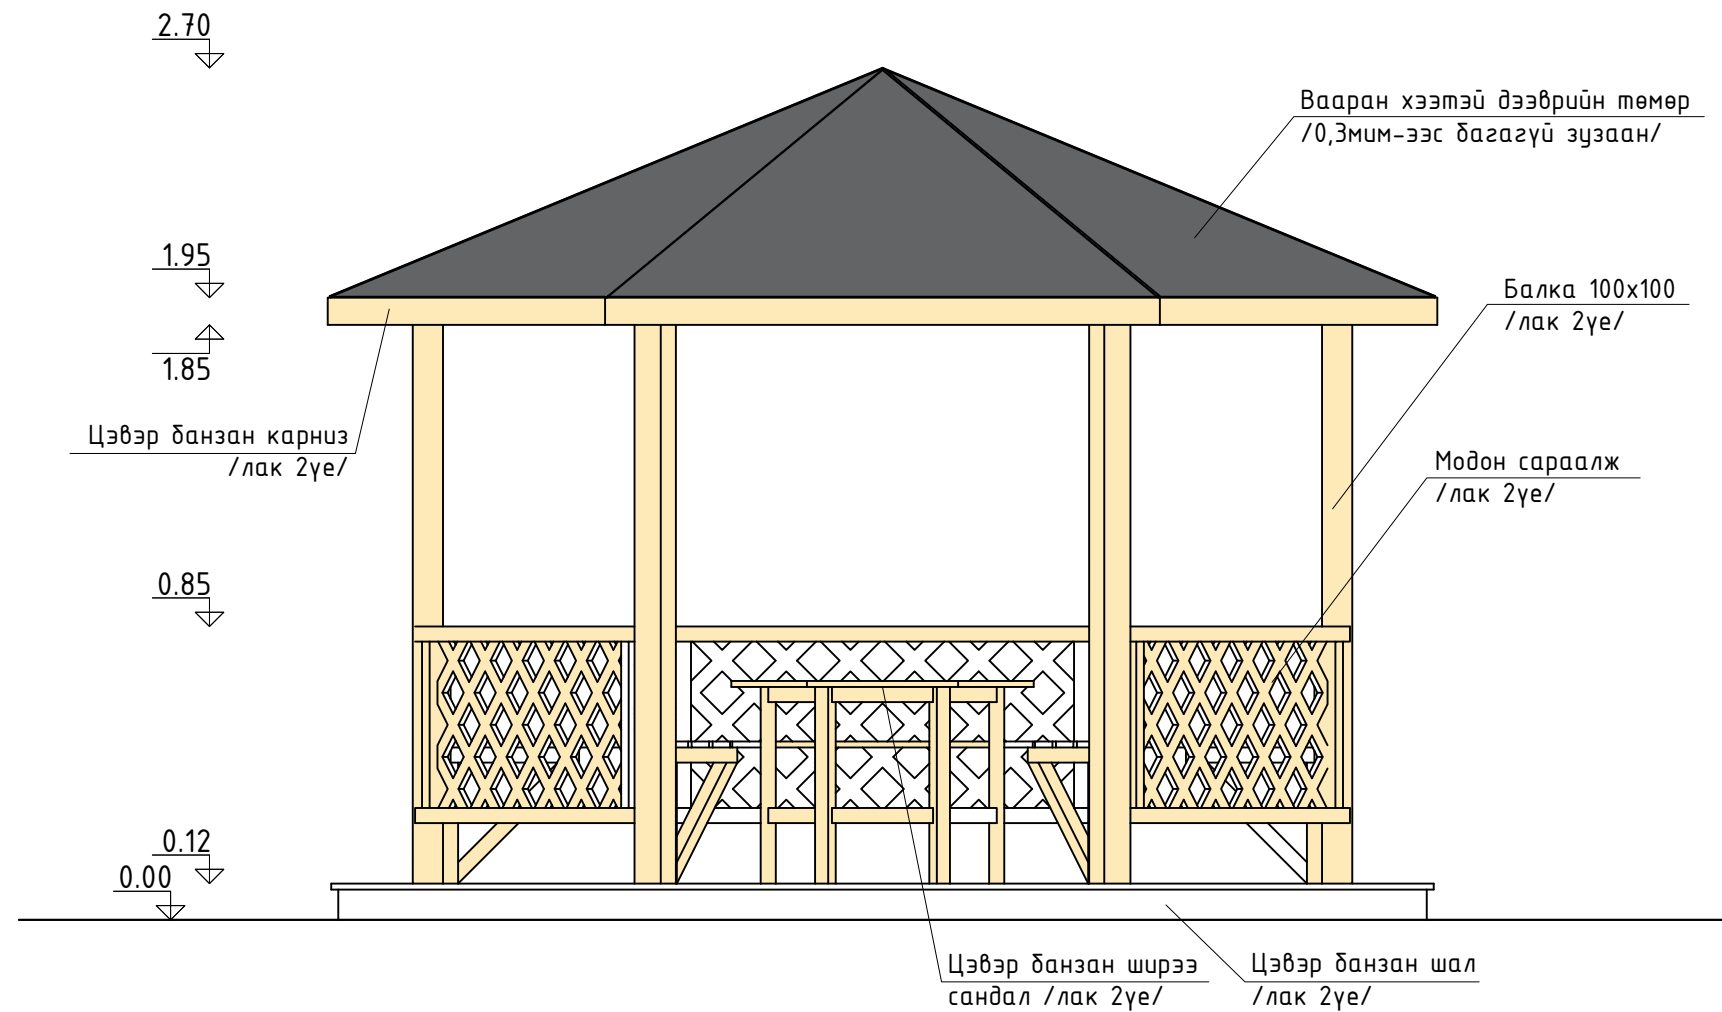 2.70
Вааран хээтэй дээврийн төмөр
/0,3мим-ээс багагүй зузаан/
1.95
Балка 100х100
/лак 2үе/
1.85
Цэвэр банзан карниз
/лак 2үе/
Модон сараалж
/лак 2үе/
0.85
0.12
0.00
Цэвэр банзан ширээ
сандал /лак 2үе/
Цэвэр банзан шал
/лак 2үе/